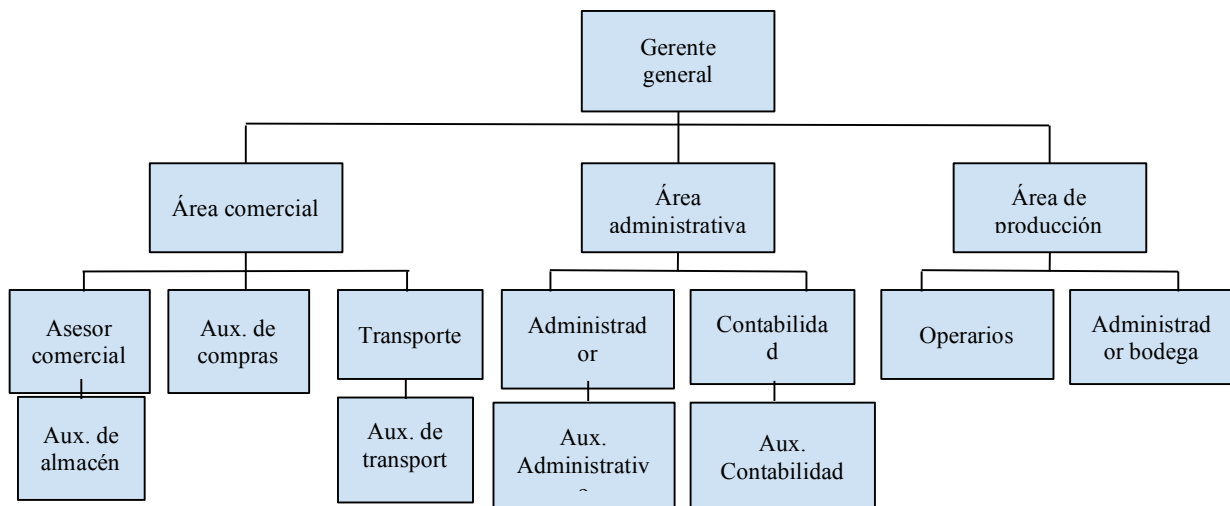 Gerente
general
Área comercial
Área
administrativa
Área de
producción
Asesor
comercial
Aux. de
compras
Transporte
Administrad
or
Contabilida
d
Operarios
Administrad
or bodega
Aux. de
almacén
Aux. de
transport
Aux.
Administrativ
Aux.
Contabilidad